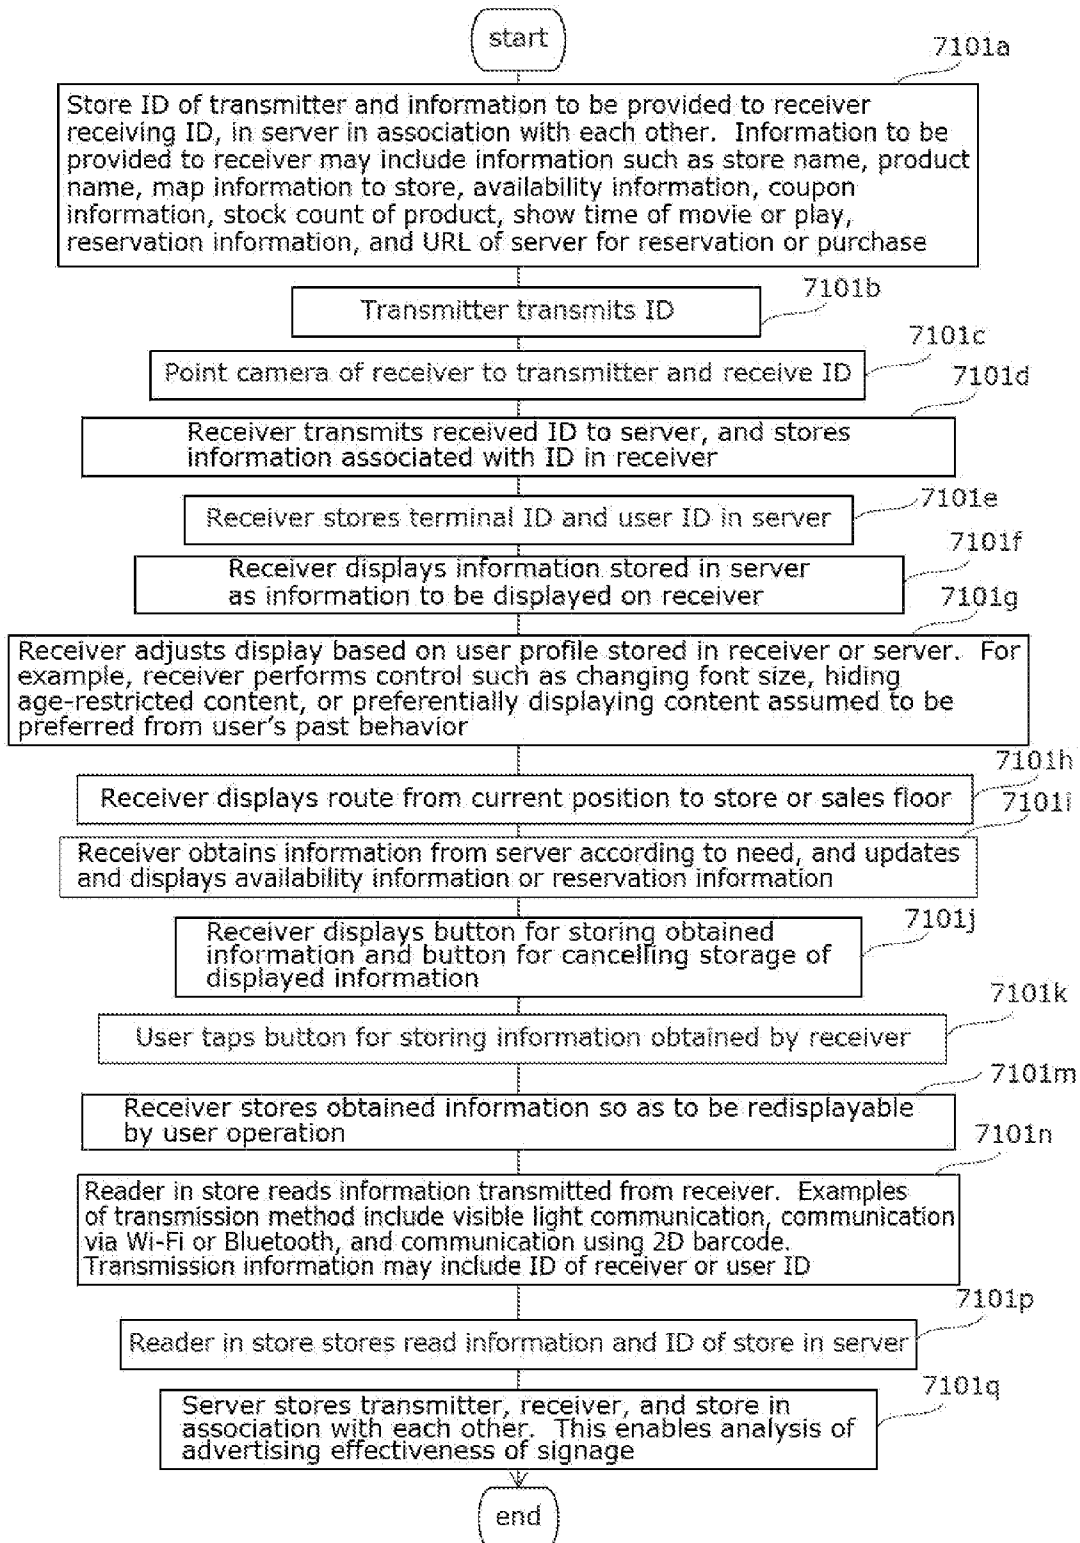 start
7101a
Store ID of transmitter and information to be provided to receiver
receiving ID, in server in association with each other. Information to be
provided to receiver may include information such as store name, product
name, map information to store, availability information, coupon
information, stock count of product, show time of movie or play,
reservation information, and URL of server for reservation or purchase
7101b
Transmitter transmits ID
7101c
Point camera of receiver to transmitter and receive ID
7101d
Receiver transmits received ID to server, and stores
information associated with ID in receiver
7101e
Receiver stores terminal ID and user ID in server
7101f
Receiver displays information stored in server
as information to be displayed on receiver
7101g
Receiver adjusts display based on user profile stored in receiver or server. For
example, receiver performs control such as changing font size, hiding
age-restricted content, or preferentially displaying content assumed to be
preferred from user's past behavior
7101h
Receiver displays route from current position to store or sales floor
7101i
Receiver obtains information from server according to need, and updates
and displays availability information or reservation information
7101j
Receiver displays button for storing obtained
information and button for cancelling storage of
displayed information
7101k
User taps button for storing information obtained by receiver
7101m
Receiver stores obtained information so as to be redisplayable
by user operation
7101n
Reader in store reads information transmitted from receiver. Examples
of transmission method include visible light communication, communication
via Wi-Fi or Bluetooth, and communication using 2D barcode.
Transmission information may include ID of receiver or user ID
7101p
Reader in store stores read information and ID of store in server
7101q
Server stores transmitter, receiver, and store in
association with each other. This enables analysis of
advertising effectiveness of signage
end